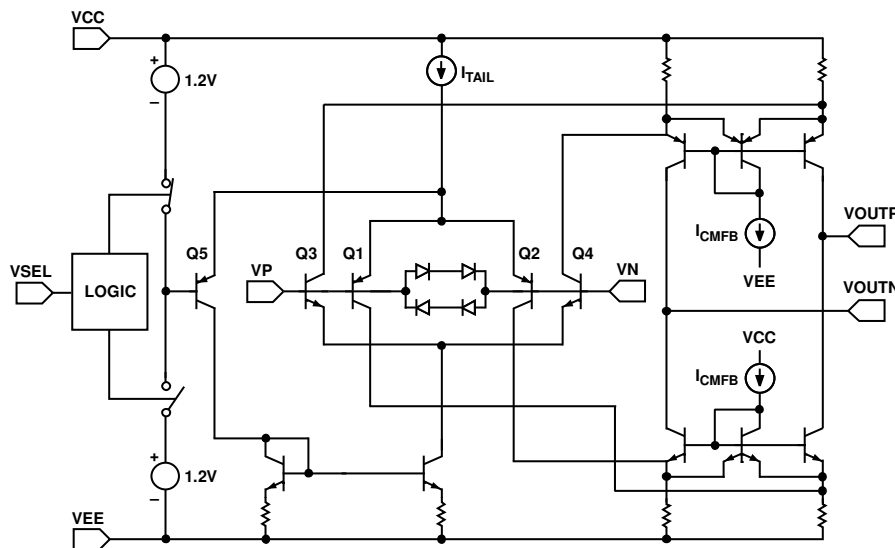 VCC
+
1.2V
−
I_TAIL
Q5
Q3
Q1
Q2
Q4
VP
VN
VSEL
LOGIC
I_CMFB
VEE
VOUTP
VOUTN
VCC
I_CMFB
+
1.2V
−
VEE